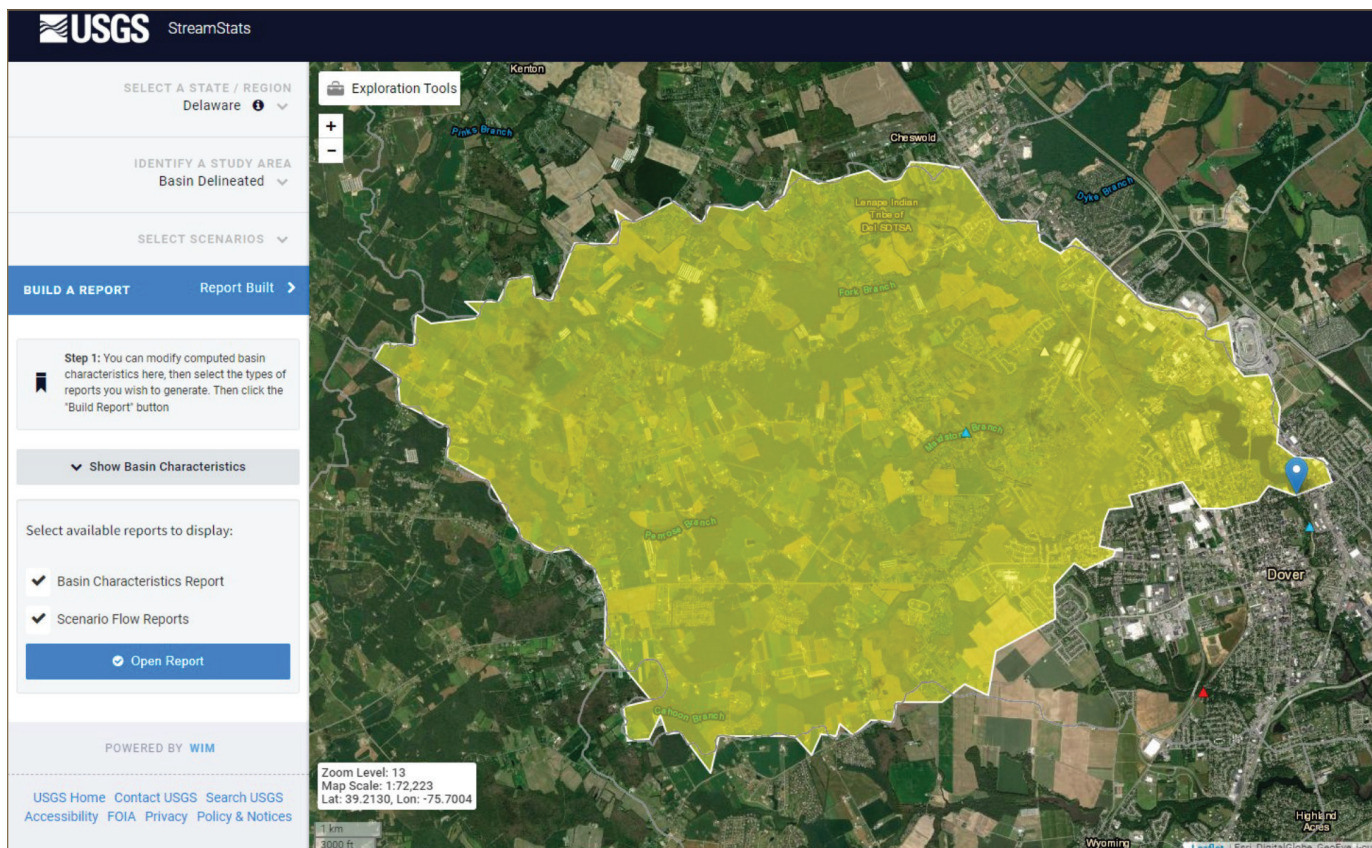 USGS StreamStats
SELECT A STATE / REGION
Delaware
IDENTIFY A STUDY AREA
Basin Delineated
SELECT SCENARIOS
BUILD A REPORT Report Built
Step 1: You can modify computed basin
characteristics here, then select the types of
reports you wish to generate. Then click the
"Build Report" button
Show Basin Characteristics
Select available reports to display:
Basin Characteristics Report
Scenario Flow Reports
Open Report
POWERED BY WIM
USGS Home Contact USGS Search USGS
Accessibility FOIA Privacy Policy & Notices
Exploration Tools
+
−
Kenton
Pinks Branch
Cheswold
Dyke Branch
Lenape Indian
Tribe of
Del SDTSA
Fork Branch
Maidstone Branch
Penrose Branch
Dover
Cahoon Branch
Zoom Level: 13
Map Scale: 1:72,223
Lat: 39.2130, Lon: -75.7004
1 km
3000 ft
Highland
Acres
Wyoming
Leaflet | Esri, DigitalGlobe, GeoEye